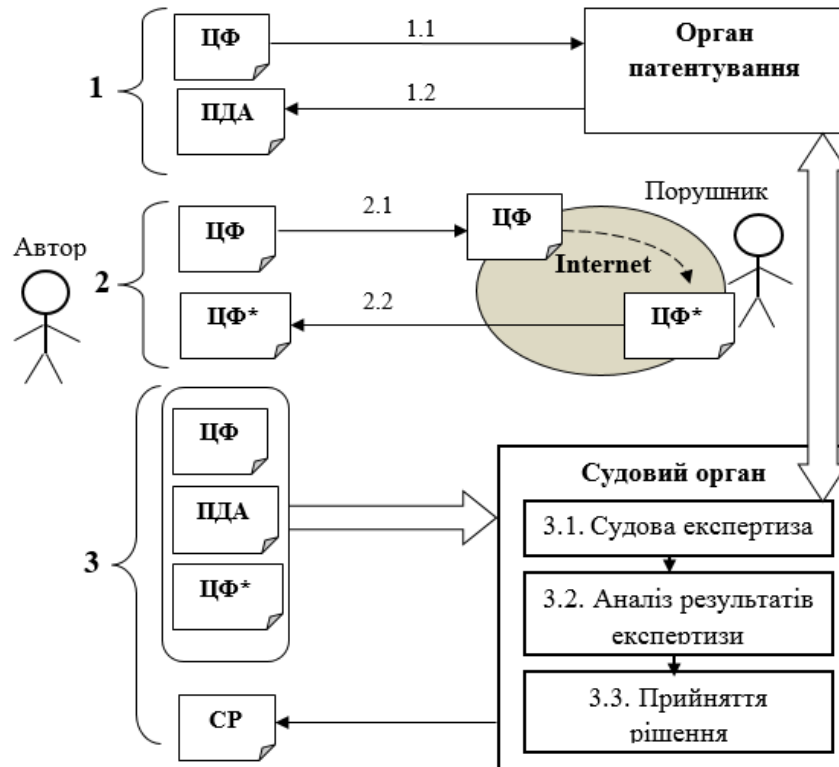 ЦФ
1.1
Орган
патентування
1
ПДА
1.2
Порушник
ЦФ
2.1
ЦФ
Автор
Internet
2
ЦФ*
2.2
ЦФ*
ЦФ
Судовий орган
ПДА
3.1. Судова експертиза
3
ЦФ*
3.2. Аналіз результатів
експертизи
3.3. Прийняття
рішення
СР